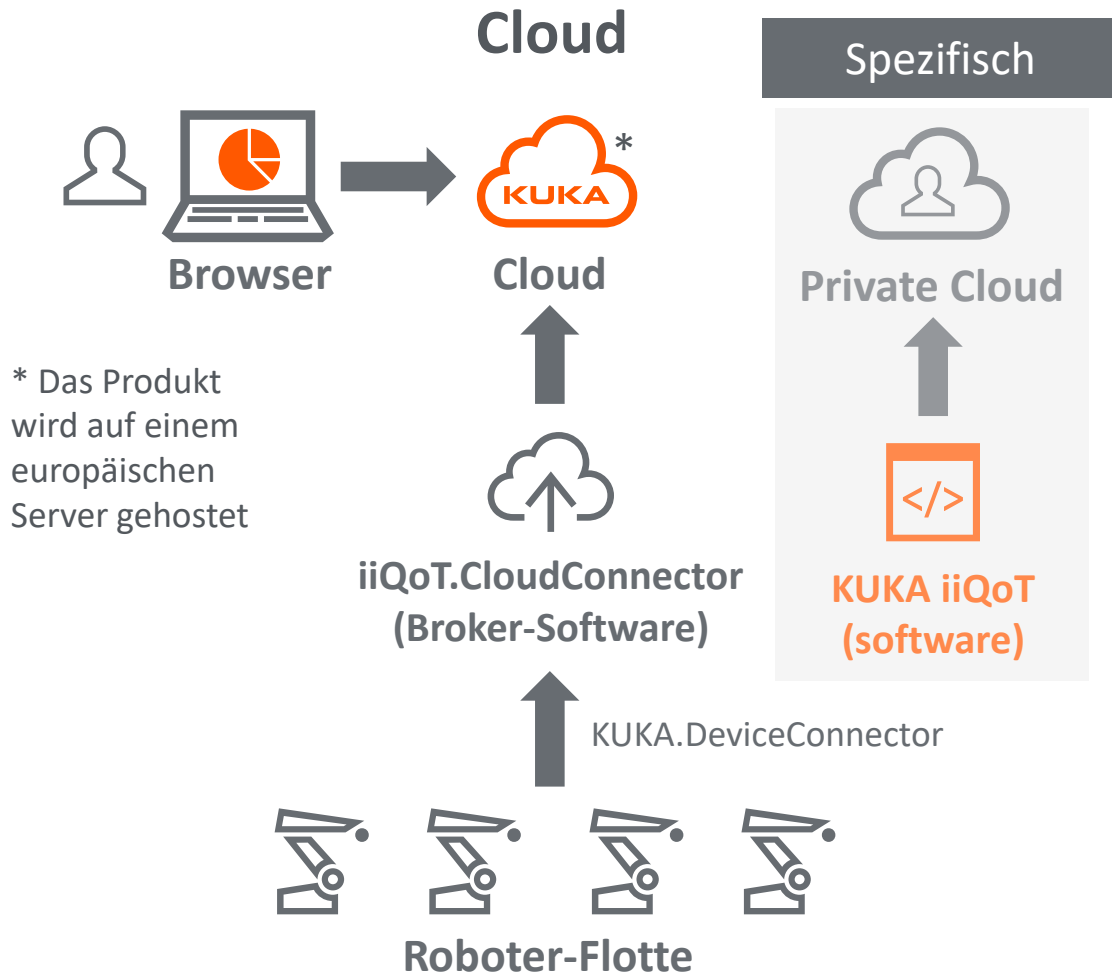 Cloud
Spezifisch
*
KUKA
Browser
Cloud
Private Cloud
* Das Produkt
wird auf einem
europäischen
Server gehostet
</>
iiQoT.CloudConnector
(Broker-Software)
KUKA iiQoT
(software)
KUKA.DeviceConnector
Roboter-Flotte